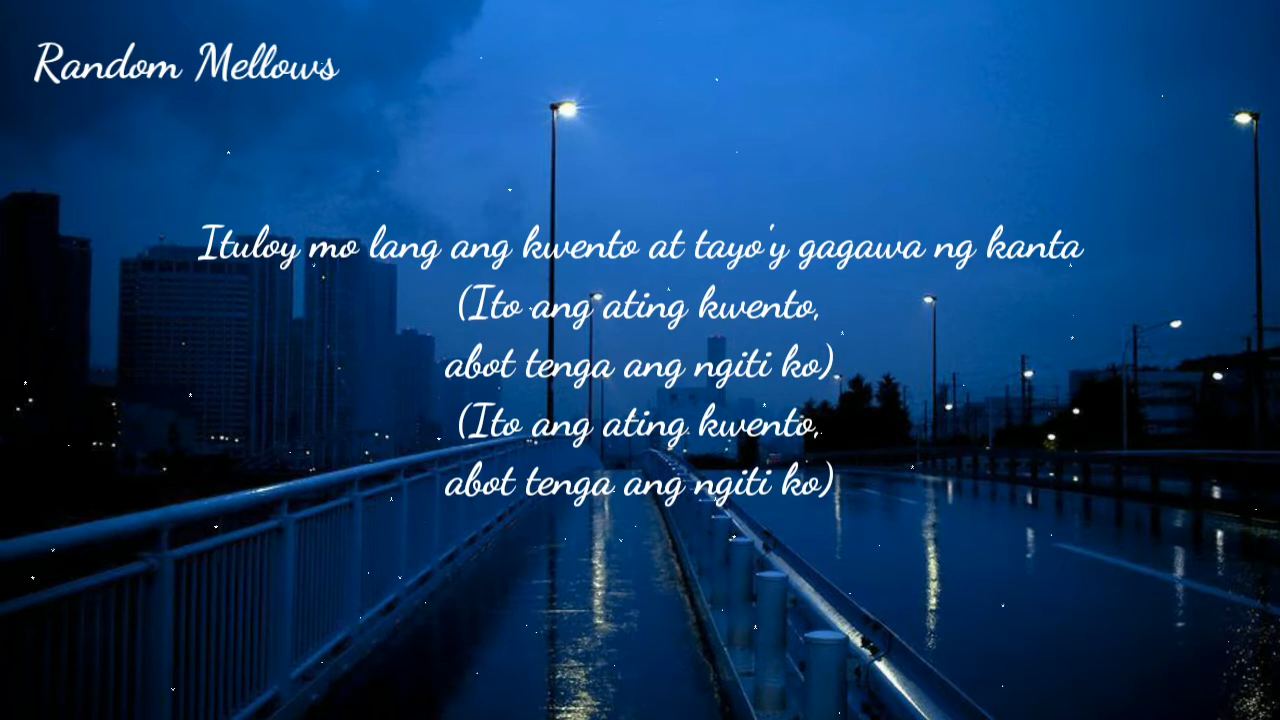 Random Mellows
Ituloy mo lang ang kwento at tayo'y gagawa ng kanta
(Ito ang ating kwento,
abot tenga ang ngiti ko)
(Ito ang ating kwento,
abot tenga ang ngiti ko)